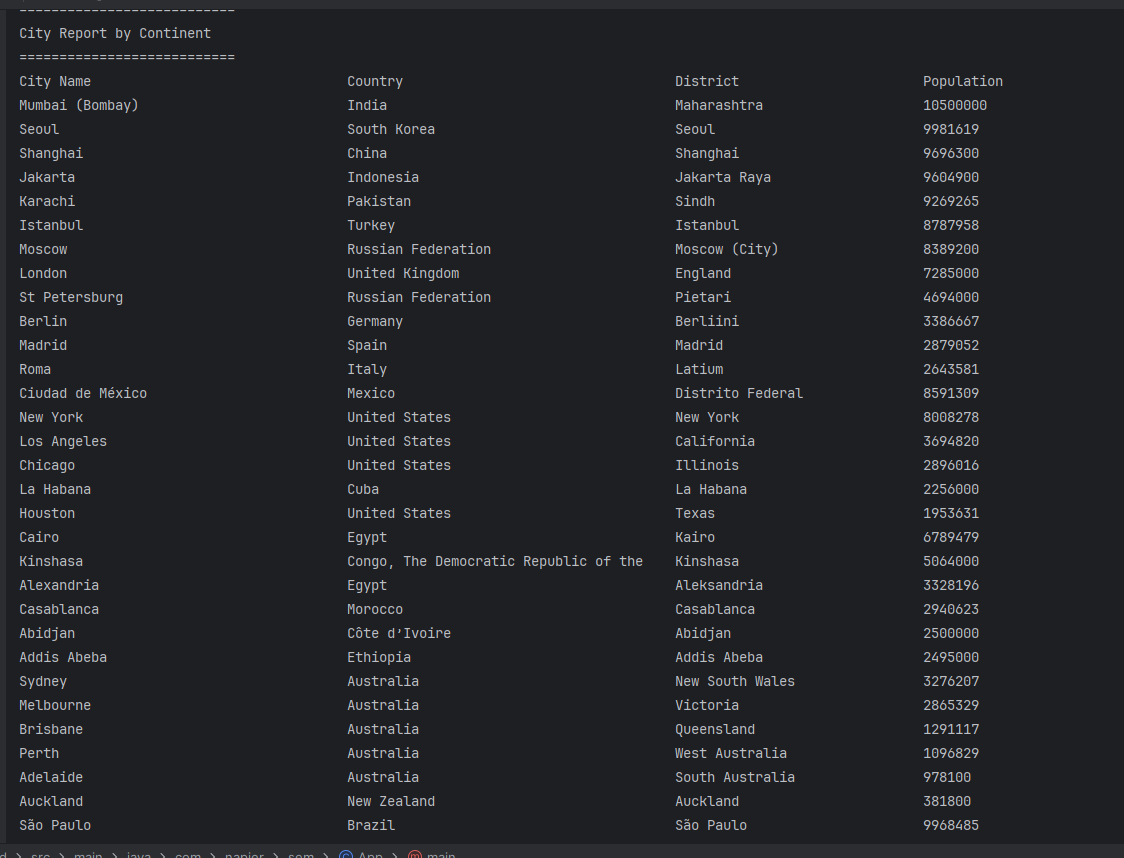 ===========================
City Report by Continent
===========================
City Name Country District Population
Mumbai (Bombay) India Maharashtra 10500000
Seoul South Korea Seoul 9981619
Shanghai China Shanghai 9696300
Jakarta Indonesia Jakarta Raya 9604900
Karachi Pakistan Sindh 9269265
Istanbul Turkey Istanbul 8787958
Moscow Russian Federation Moscow (City) 8389200
London United Kingdom England 7285000
St Petersburg Russian Federation Pietari 4694000
Berlin Germany Berliini 3386667
Madrid Spain Madrid 2879052
Roma Italy Latium 2643581
Ciudad de México Mexico Distrito Federal 8591309
New York United States New York 8008278
Los Angeles United States California 3694820
Chicago United States Illinois 2896016
La Habana Cuba La Habana 2256000
Houston United States Texas 1953631
Cairo Egypt Kairo 6789479
Kinshasa Congo, The Democratic Republic of the Kinshasa 5064000
Alexandria Egypt Aleksandria 3328196
Casablanca Morocco Casablanca 2940623
Abidjan Côte d’Ivoire Abidjan 2500000
Addis Abeba Ethiopia Addis Abeba 2495000
Sydney Australia New South Wales 3276207
Melbourne Australia Victoria 2865329
Brisbane Australia Queensland 1291117
Perth Australia West Australia 1096829
Adelaide Australia South Australia 978100
Auckland New Zealand Auckland 381800
São Paulo Brazil São Paulo 9968485
d > src > main > java > com > napier > sem > App > main